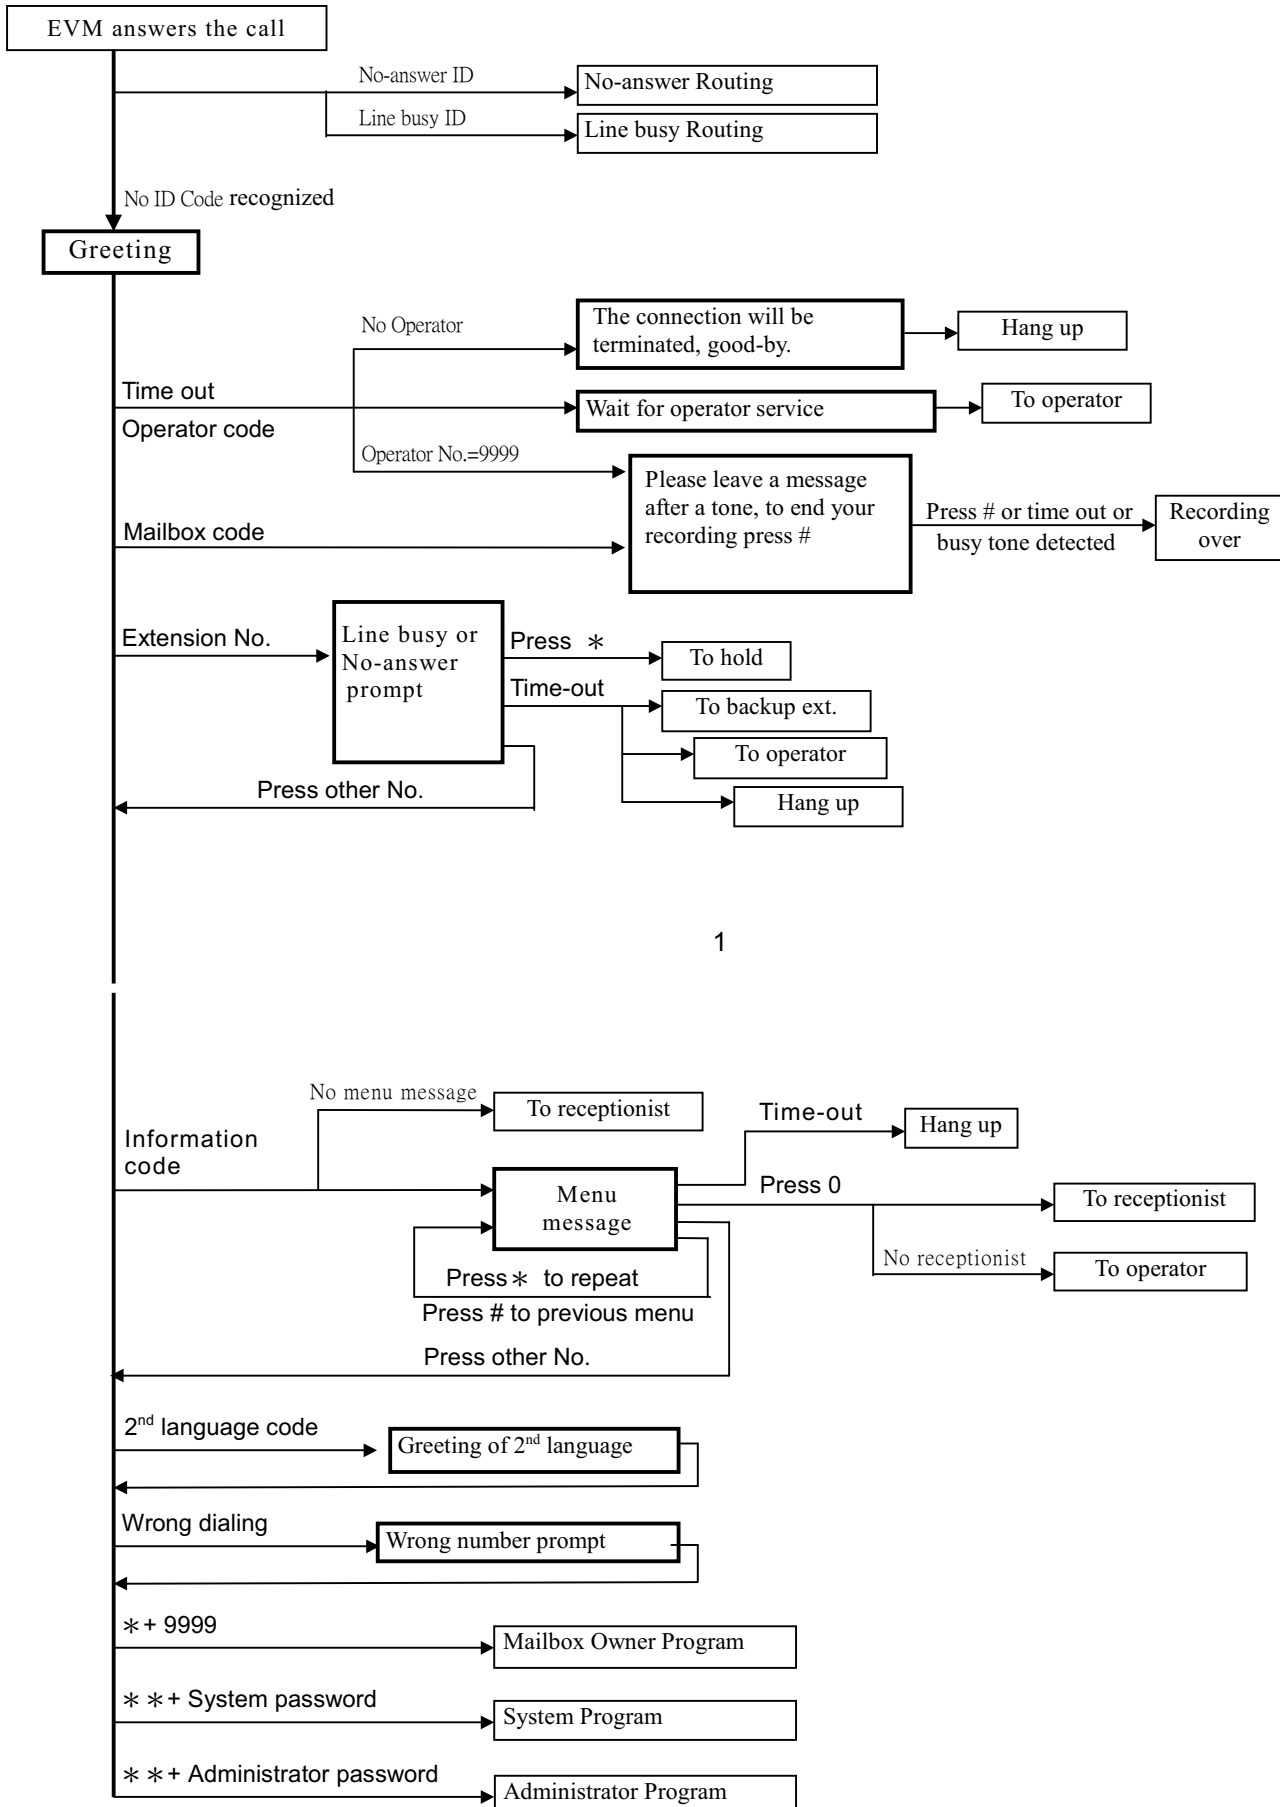 EVM answers the call
No-answer ID
No-answer Routing
Line busy ID
Line busy Routing
No ID Code recognized
Greeting
No Operator
The connection will be
terminated, good-by.
Hang up
Time out
Operator code
Wait for operator service
To operator
Operator No.=9999
Please leave a message
after a tone, to end your
recording press #
Press # or time out or
busy tone detected
Recording
over
Mailbox code
Extension No.
Line busy or
No-answer
prompt
Press *
To hold
Time-out
To backup ext.
To operator
Hang up
Press other No.
1
No menu message
To receptionist
Time-out
Hang up
Information
code
Menu
message
Press 0
To receptionist
No receptionist
To operator
Press * to repeat
Press # to previous menu
Press other No.
2nd language code
Greeting of 2nd language
Wrong dialing
Wrong number prompt
*+ 9999
Mailbox Owner Program
**+ System password
System Program
**+ Administrator password
Administrator Program